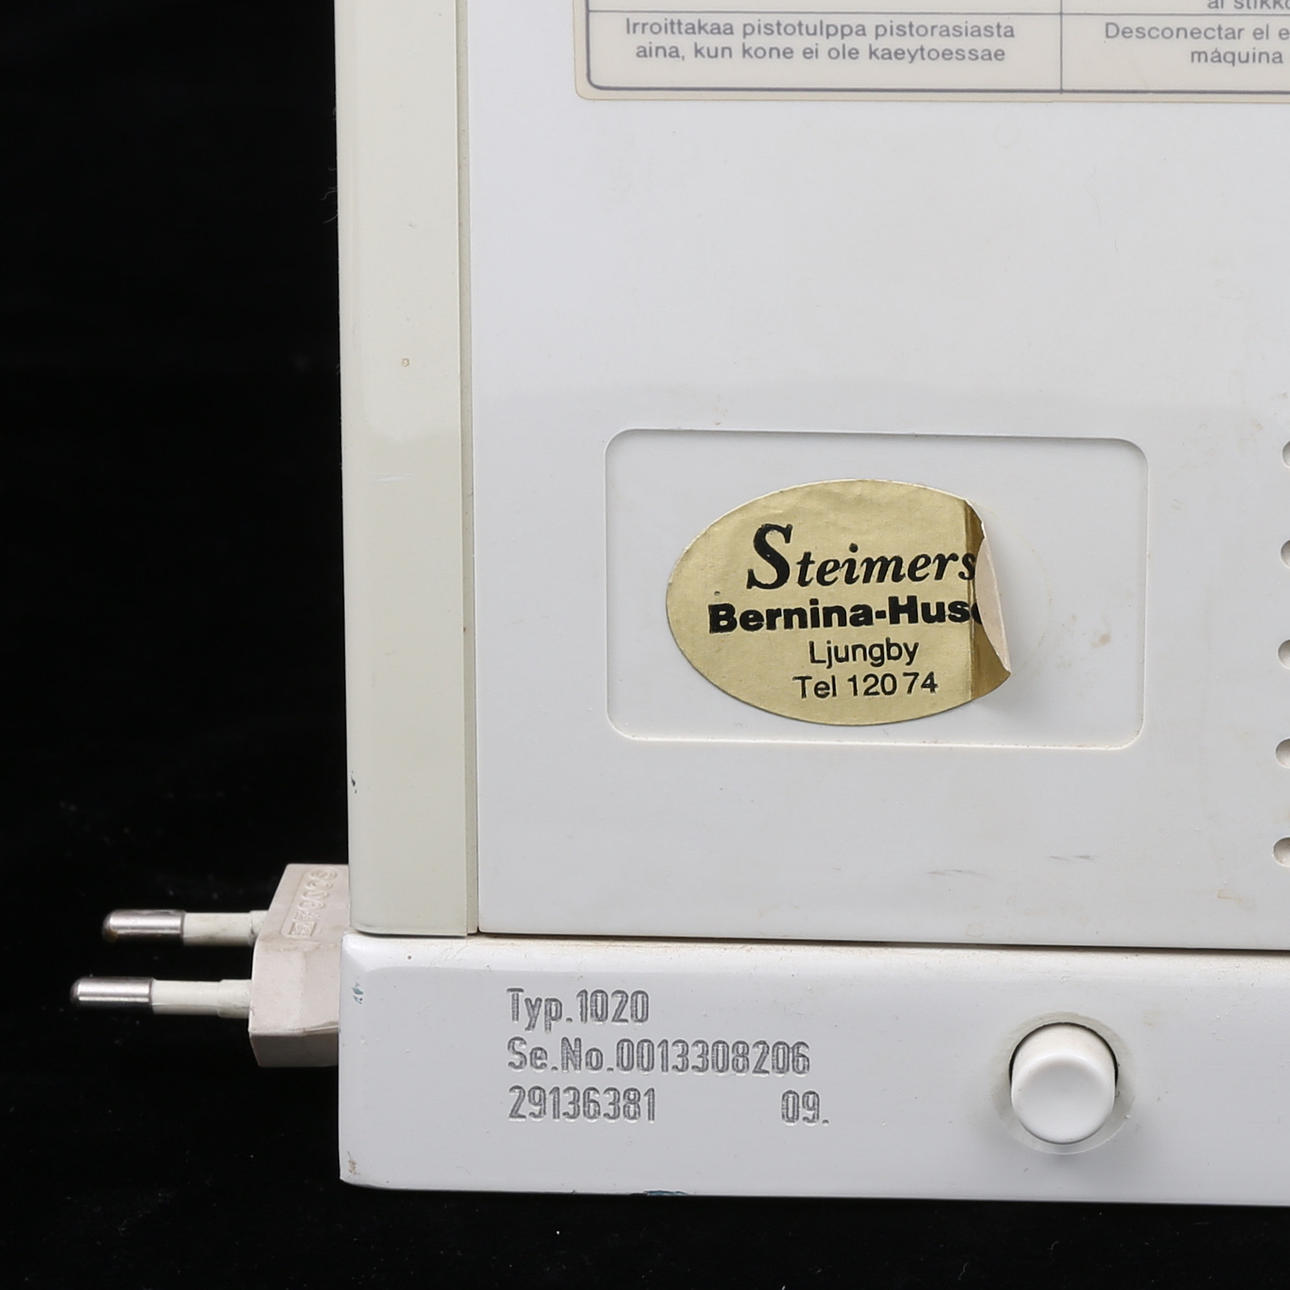 Irroittakaa pistotulppa pistorasiasta
aina, kun kone ei ole kaeytoessae
Desconectar el
máquina
Steimers
Bernina-Hus
Ljungby
Tel 120 74
Typ.1020
Se.No.0013308206
29136381 09.